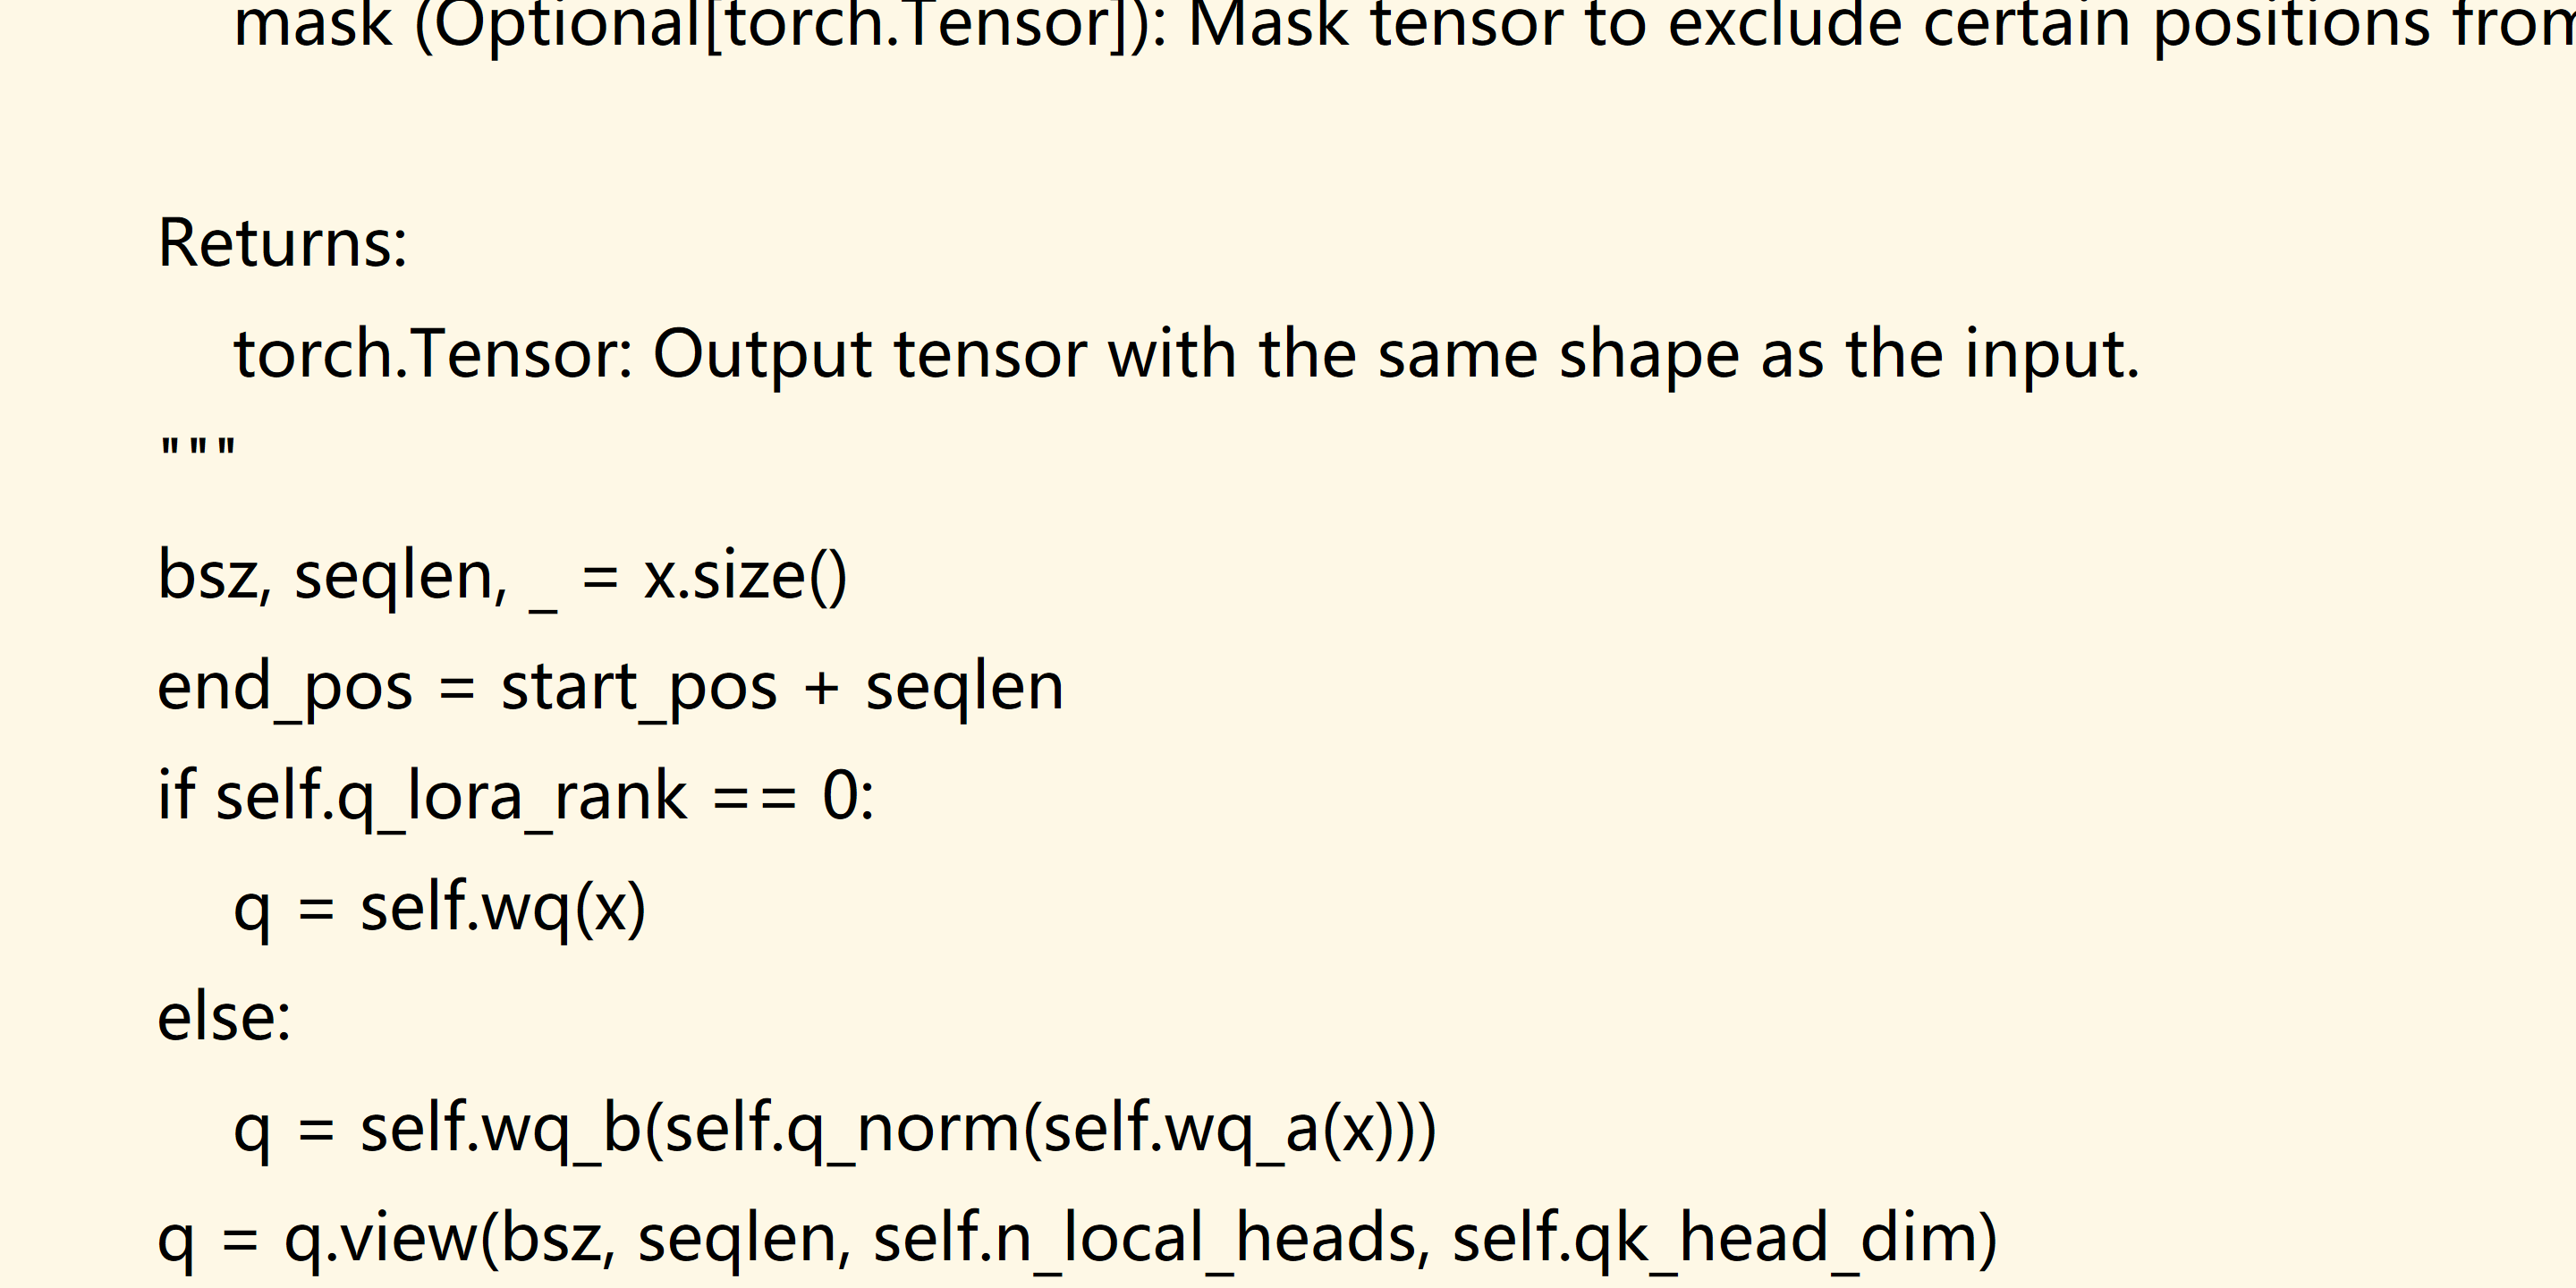 mask (Optional[torch.Tensor]): Mask tensor to exclude certain positions from
Returns:
torch.Tensor: Output tensor with the same shape as the input.
"""
bsz, seqlen, _ = x.size()
end_pos = start_pos + seqlen
if self.q_lora_rank == 0:
q = self.wq(x)
else:
q = self.wq_b(self.q_norm(self.wq_a(x)))
q = q.view(bsz, seqlen, self.n_local_heads, self.qk_head_dim)